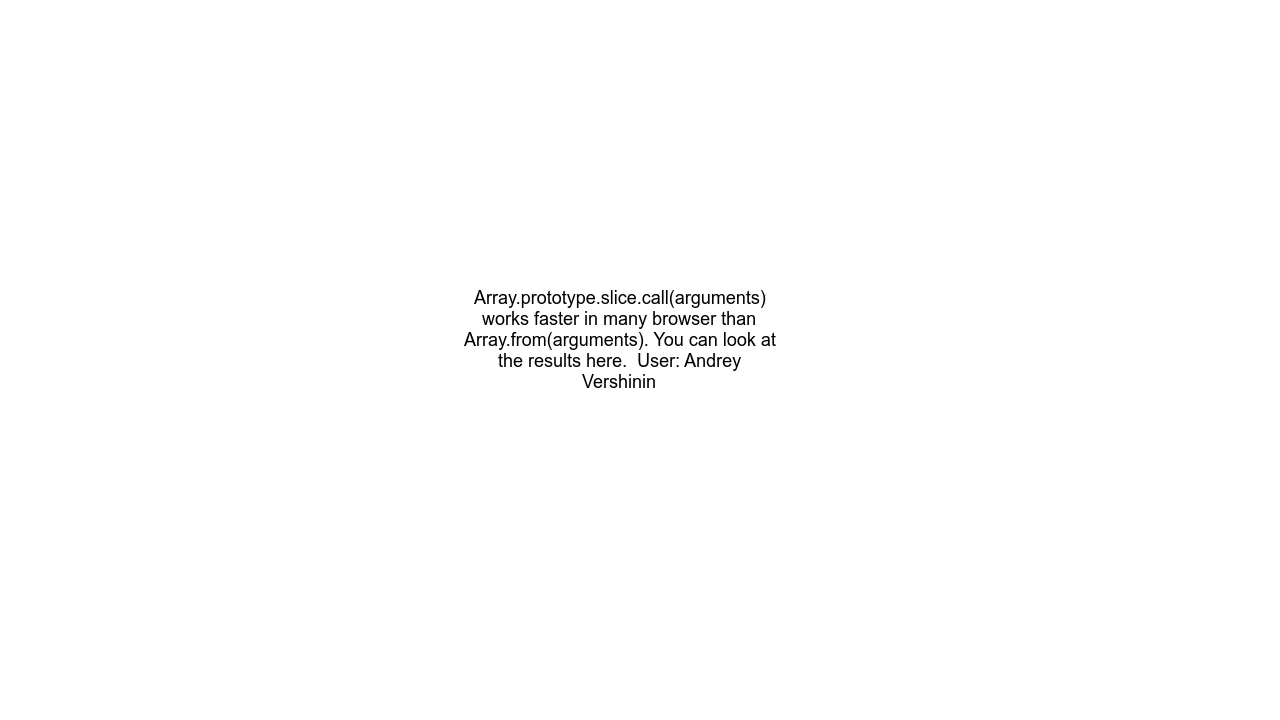 Array.prototype.slice.call(arguments)
works faster in many browser than
Array.from(arguments). You can look at
the results here.  User: Andrey
Vershinin